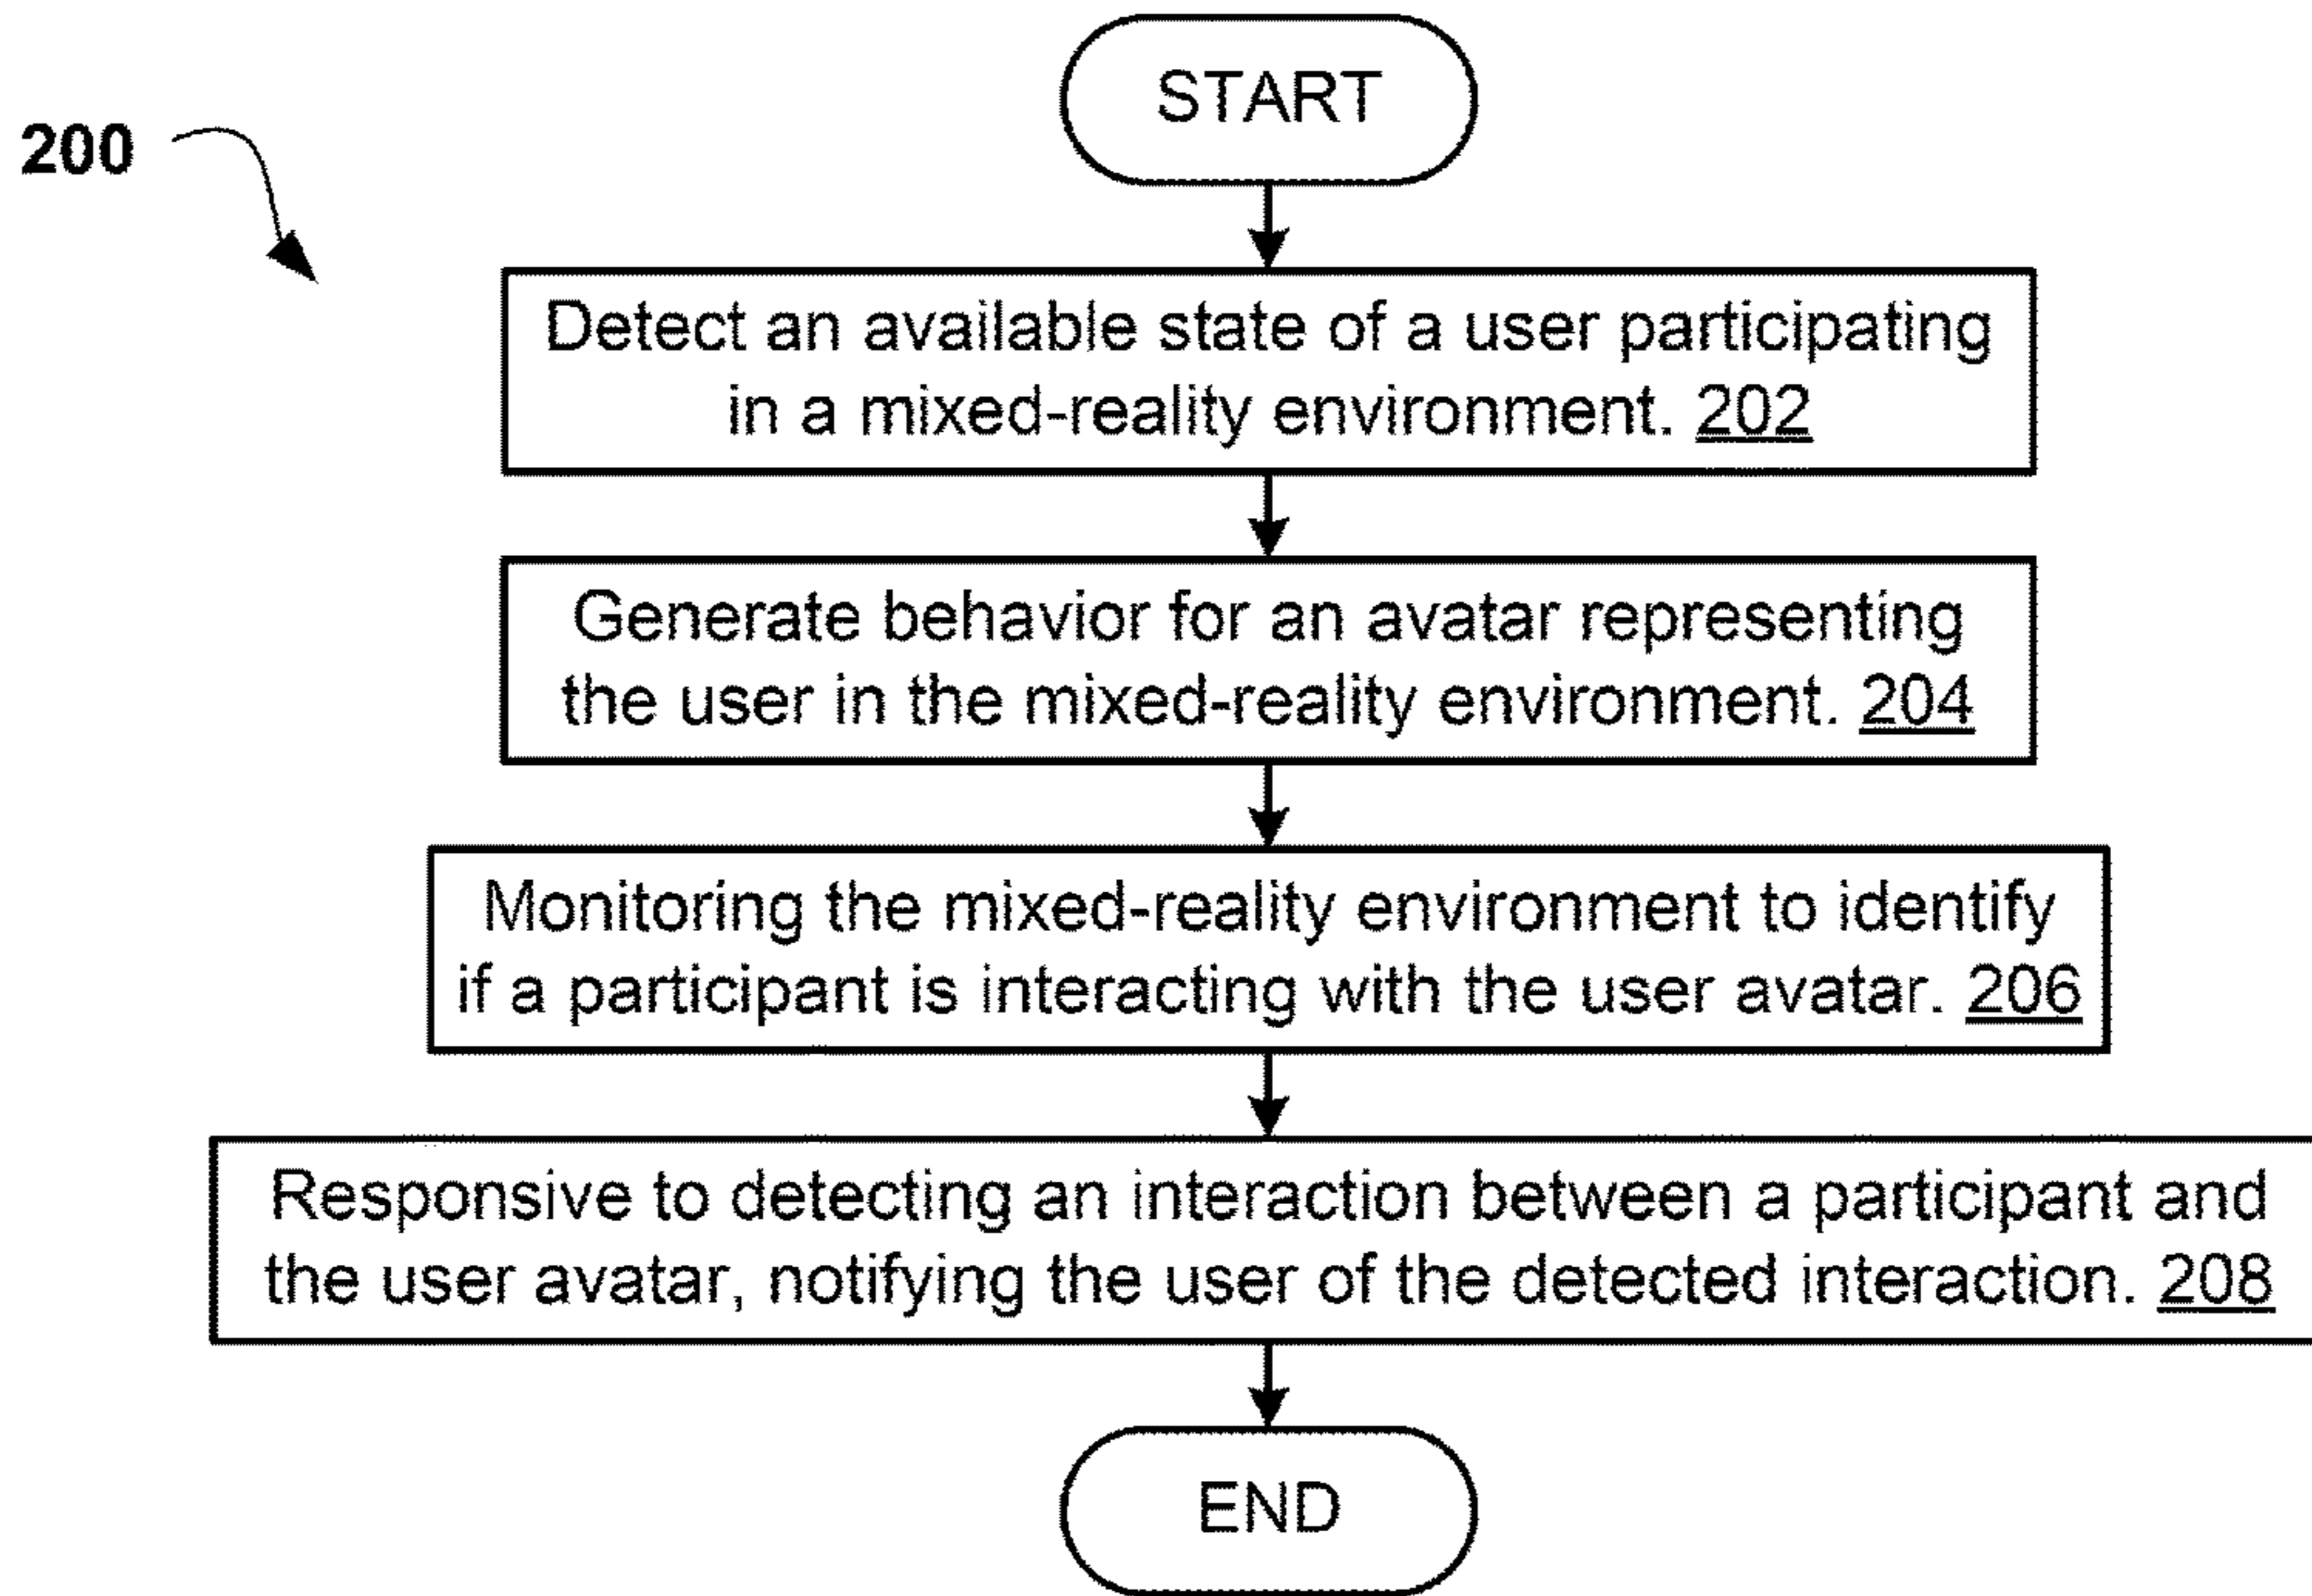 START
200
Detect an available state of a user participating
in a mixed-reality environment. 202
Generate behavior for an avatar representing
the user in the mixed-reality environment. 204
Monitoring the mixed-reality environment to identify
if a participant is interacting with the user avatar. 206
Responsive to detecting an interaction between a participant and
the user avatar, notifying the user of the detected interaction. 208
END